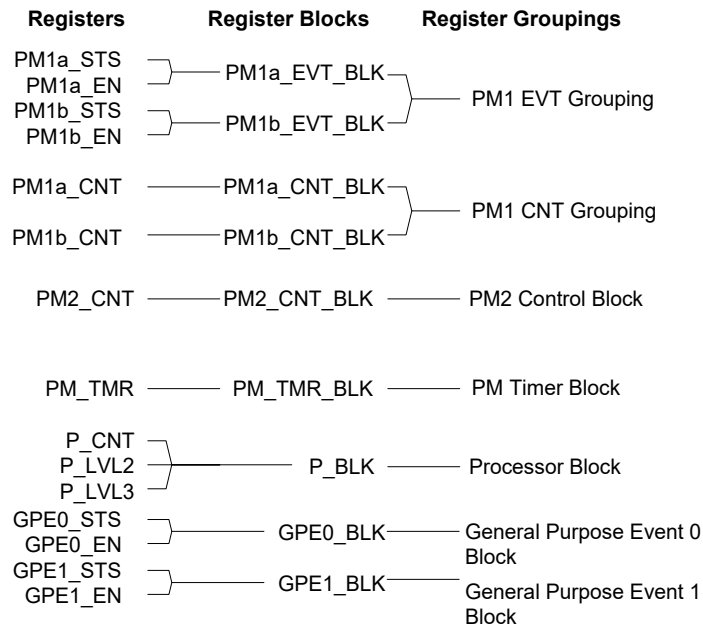 Registers Register Blocks Register Groupings
PM1a_STS
PM1a_EN
PM1a_EVT_BLK
PM1b_STS
PM1b_EN
PM1b_EVT_BLK
PM1 EVT Grouping
PM1a_CNT PM1a_CNT_BLK
PM1 CNT Grouping
PM1b_CNT PM1b_CNT_BLK
PM2_CNT PM2_CNT_BLK PM2 Control Block
PM_TMR PM_TMR_BLK PM Timer Block
P_CNT
P_LVL2 P_BLK Processor Block
P_LVL3
GPE0_STS
GPE0_EN
GPE0_BLK General Purpose Event 0
Block
GPE1_STS
GPE1_EN
GPE1_BLK General Purpose Event 1
Block